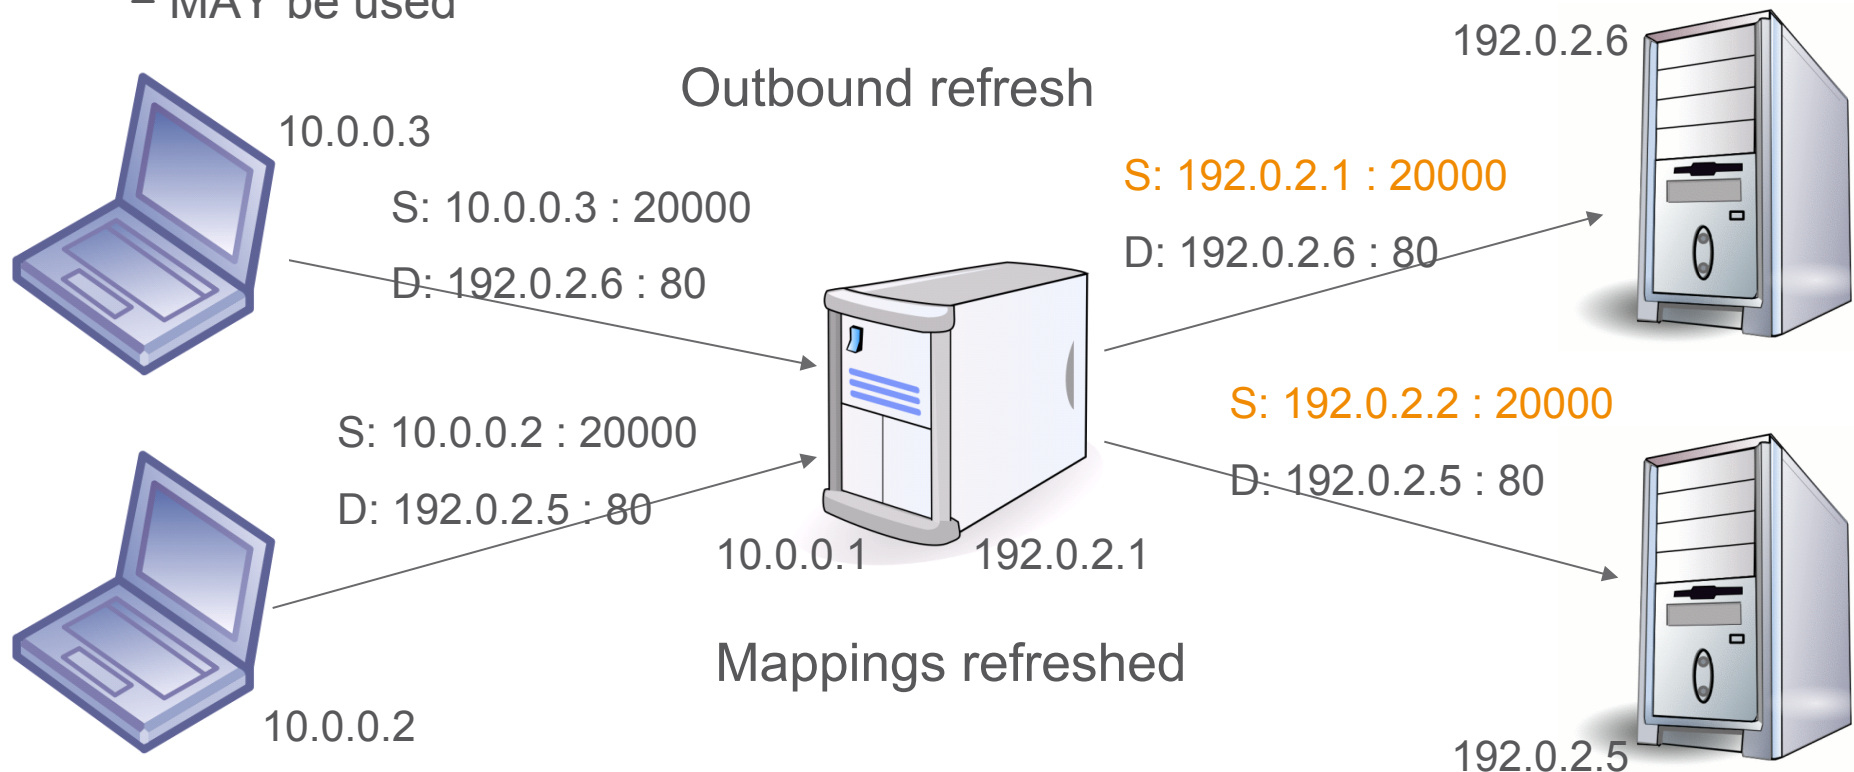 – MAY be used
192.0.2.6
Outbound refresh
10.0.0.3
S: 192.0.2.1 : 20000
S: 10.0.0.3 : 20000
D: 192.0.2.6 : 80
D: 192.0.2.6 : 80
S: 192.0.2.2 : 20000
S: 10.0.0.2 : 20000
D: 192.0.2.5 : 80
D: 192.0.2.5 : 80
10.0.0.1
192.0.2.1
Mappings refreshed
10.0.0.2
192.0.2.5